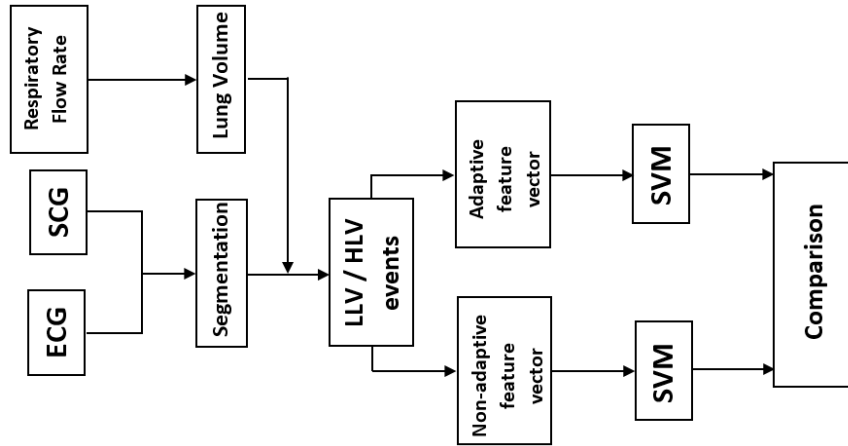 ECG
SCG
Respiratory
Flow Rate
Segmentation
Lung Volume
LLV / HLV
events
Non-adaptive
feature
vector
Adaptive
feature
vector
SVM
SVM
Comparison